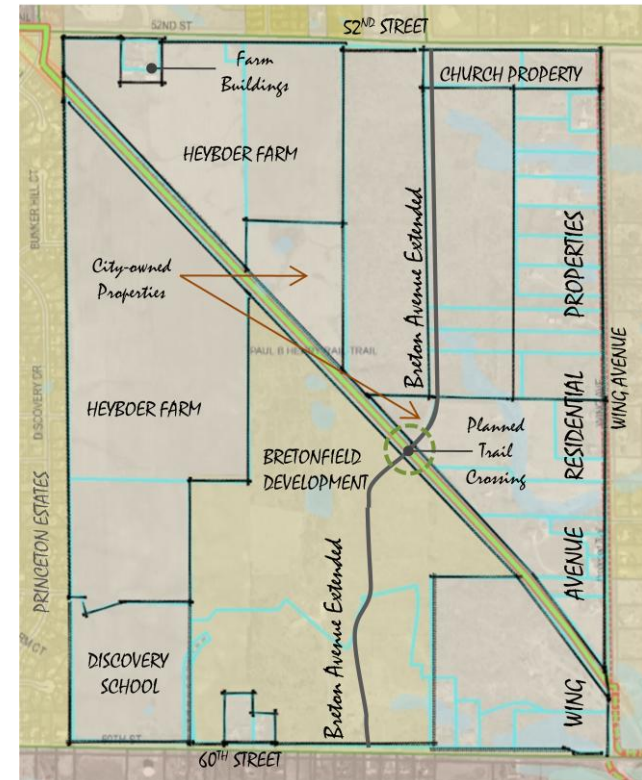 52ND ST
52ND STREET
Farm
Buildings
CHURCH PROPERTY
HEYBOER FARM
BUNKER HILL CT
City-owned
Properties
Breton Avenue Extended
PROPERTIES
PAUL B HENRY RAIL-TRAIL
WING AVENUE
DISCOVERY DR
HEYBOER FARM
Planned
Trail
Crossing
RESIDENTIAL
BRETONFIELD
DEVELOPMENT
PRINCETON ESTATES
AVENUE
Breton Avenue Extended
DISCOVERY
SCHOOL
WING
60TH ST
60TH STREET